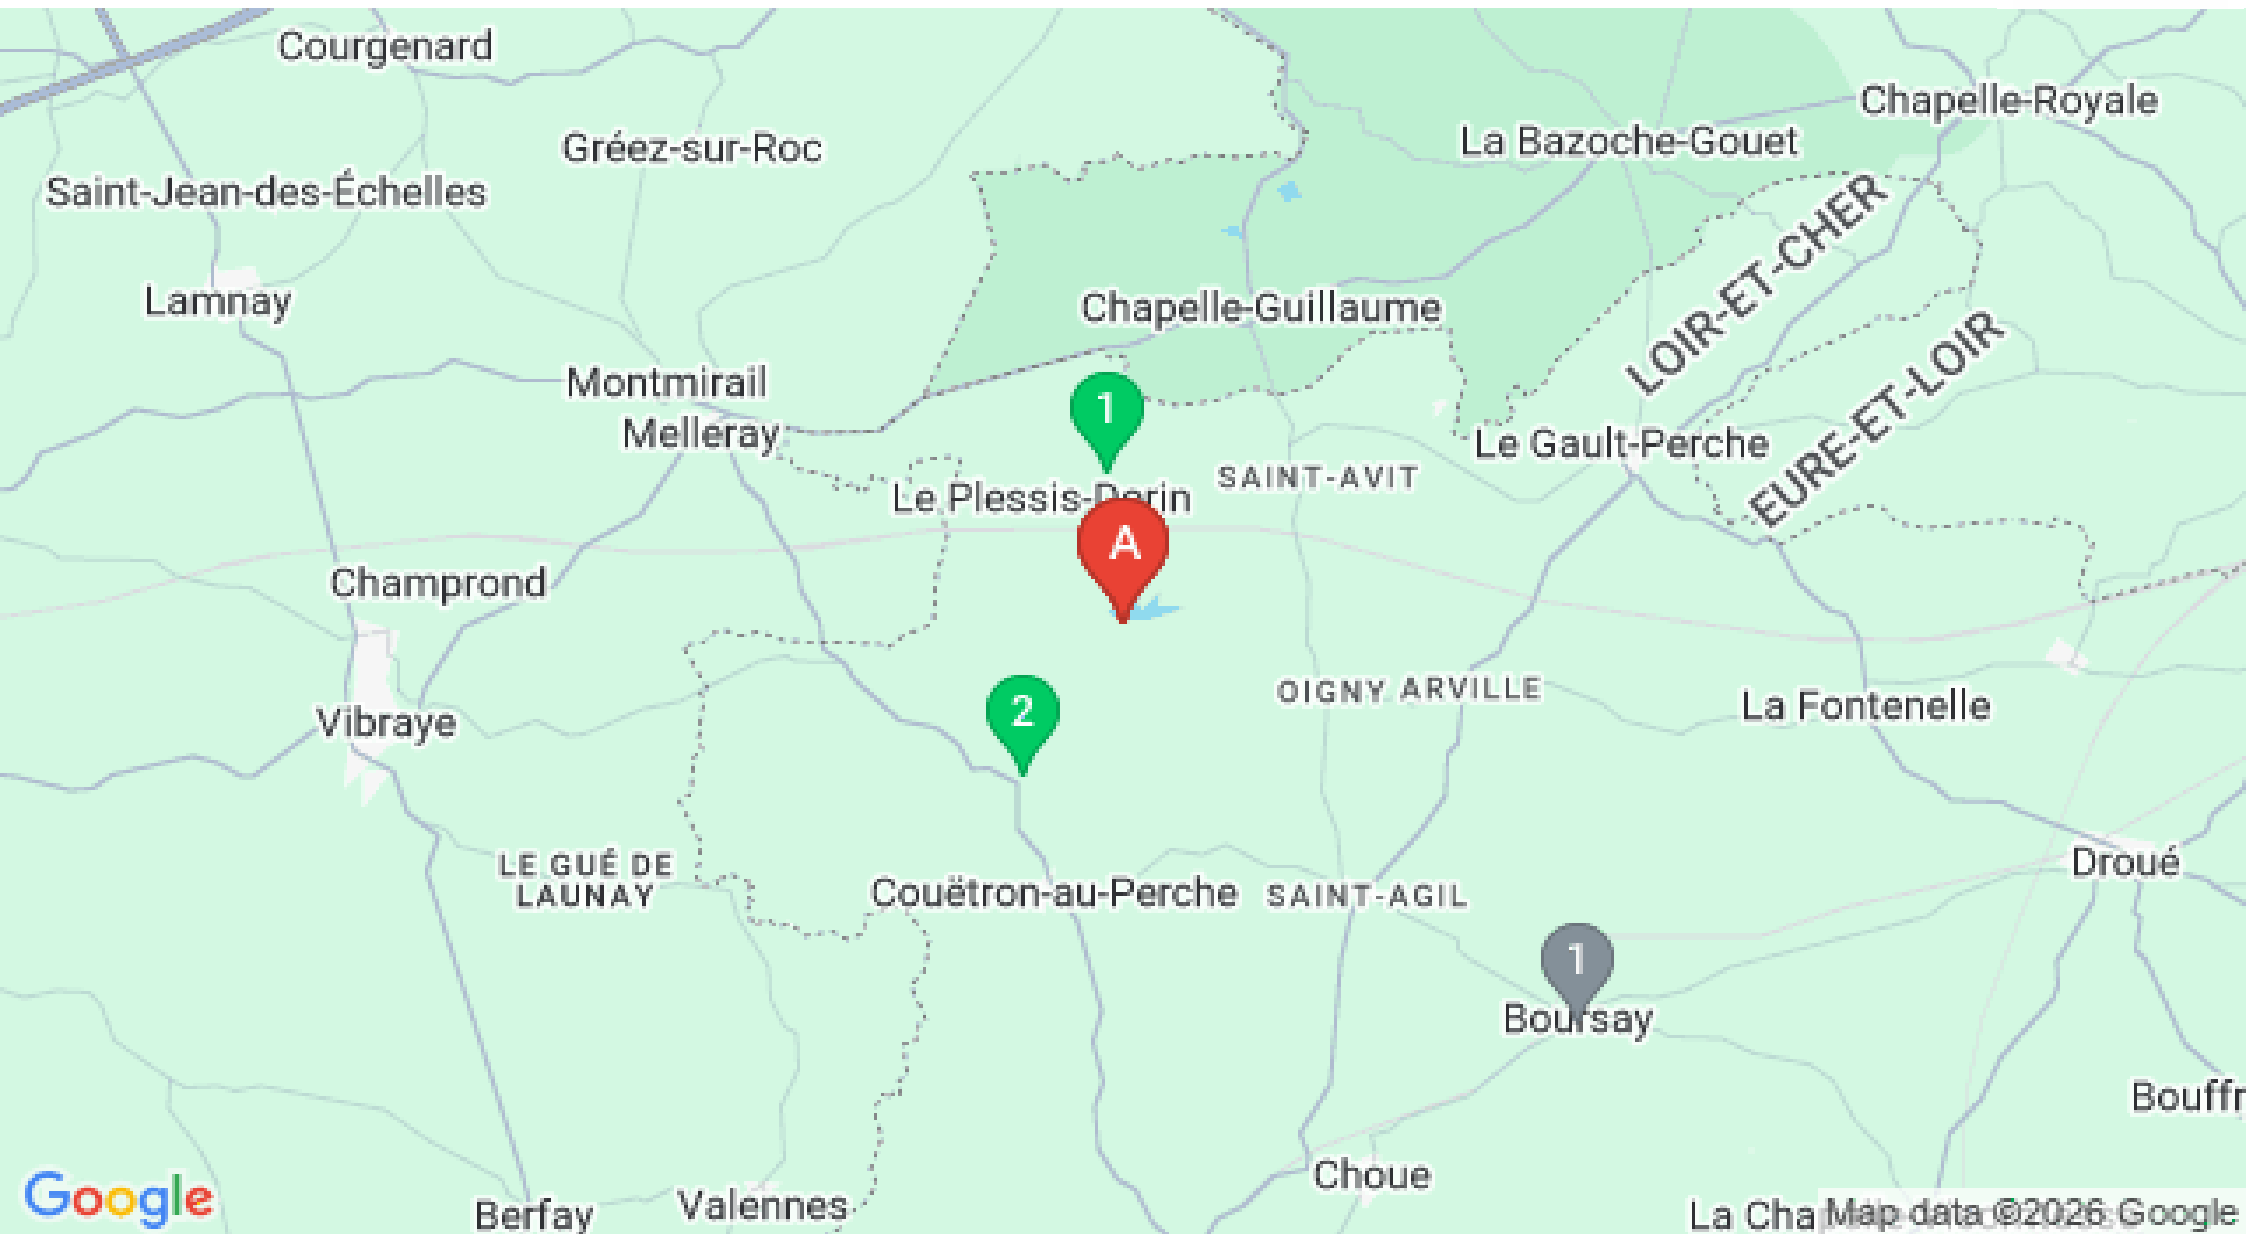 Courgenard
Chapelle-Royale
La Bazoche-Gouet
Gréez-sur-Roc
Saint-Jean-des-Échelles
LOIR-ET-CHER
Lamnay
Chapelle-Guillaume
EURE-ET-LOIR
Montmirail
1
Melleray
Le Gault-Perche
SAINT-AVIT
Le Plessis-Dorin
A
Champrond
OIGNY ARVILLE
La Fontenelle
2
Vibraye
LE GUÉ DE
LAUNAY
Droué
Couëtron-au-Perche
SAINT-AGIL
1
Boursay
Bouffr
Choue
Google
Berfay
Valennes
La Cha
Map data ©2026 Google